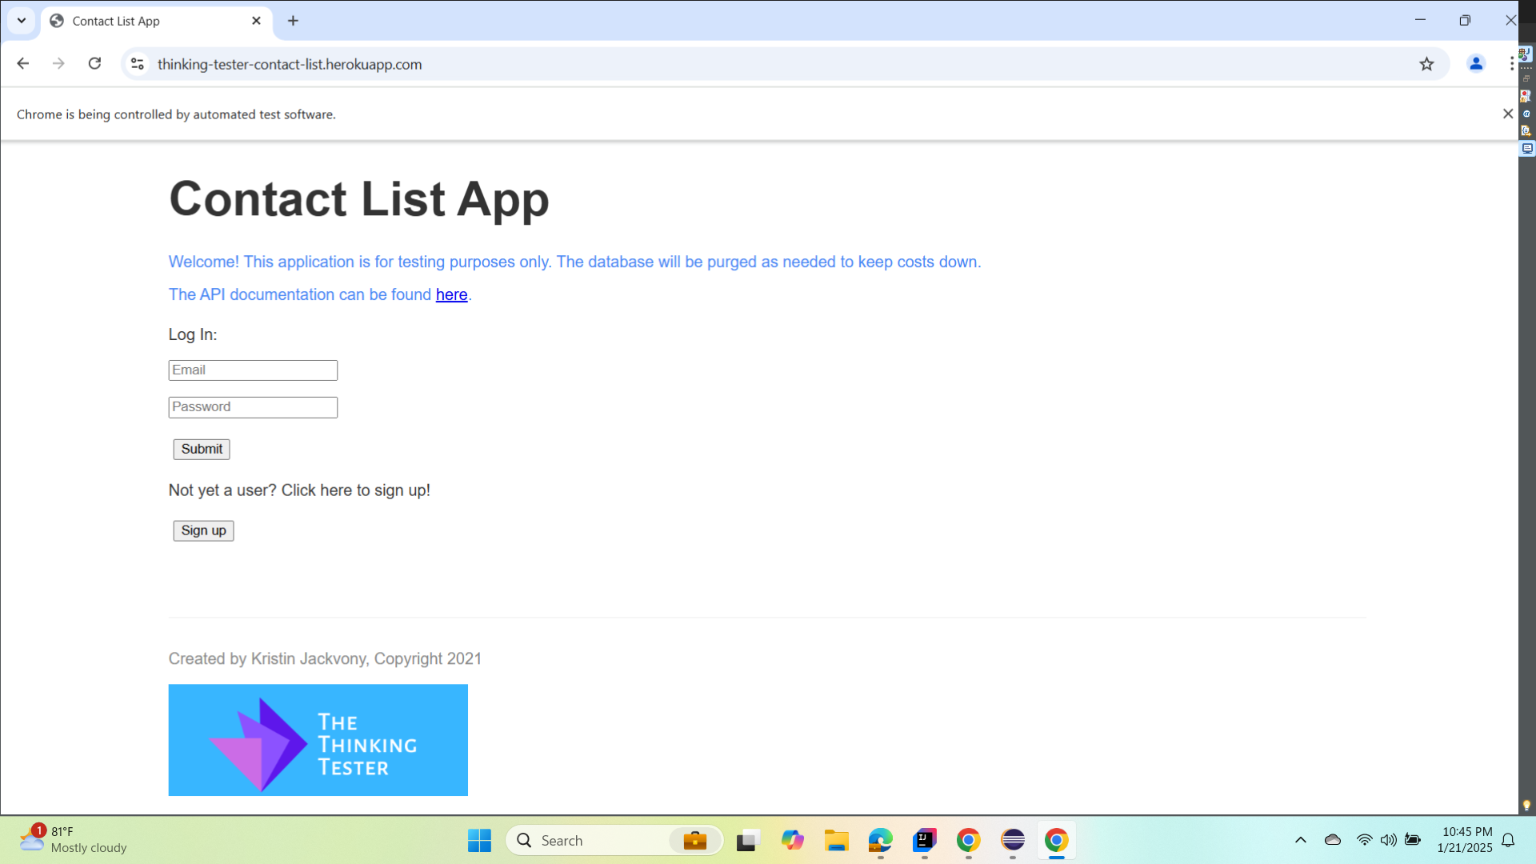 Contact List App
thinking-tester-contact-list.herokuapp.com
Chrome is being controlled by automated test software.
Contact List App
Welcome! This application is for testing purposes only. The database will be purged as needed to keep costs down.
The API documentation can be found here.
Log In:
Email
Password
Submit
Not yet a user? Click here to sign up!
Sign up
Created by Kristin Jackvony, Copyright 2021
THE
THINKING
TESTER
1
81°F
Mostly cloudy
Search
10:45 PM
1/21/2025